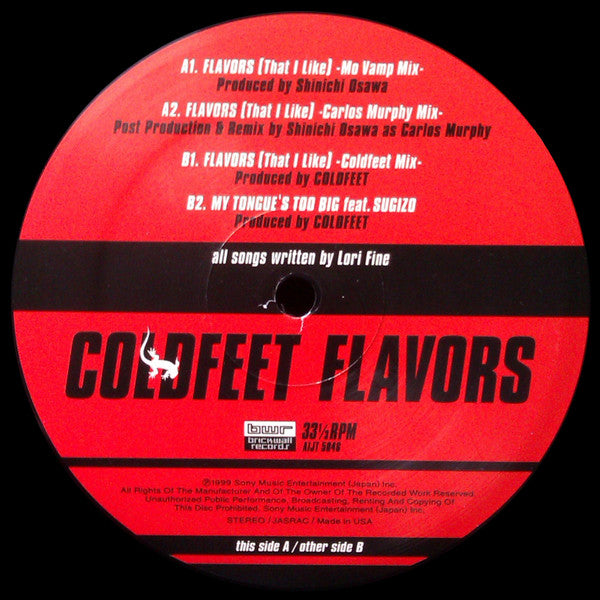 A1. FLAVORS (That I Like) -Mo Vamp Mix-
Produced by Shinichi Osawa
A2. FLAVORS (That I Like) -Carlos Murphy Mix-
Post Production & Remix by Shinichi Osawa as Carlos Murphy
B1. FLAVORS (That I Like) -Coldfeet Mix-
Produced by COLDFEET
B2. MY TONGUE'S TOO BIG feat. SUGIZO
Produced by COLDFEET
all songs written by Lori Fine
COLDFEET FLAVORS
bwr
brickwall
records
33⅓RPM
AIJT 5046
℗1999 Sony Music Entertainment (Japan) Inc.
All Rights Of The Manufacturer And Of The Owner Of The Recorded Work Reserved.
Unauthorized Public Performance, Broadcasting, Renting And Copying Of
This Disc Prohibited. Sony Music Entertainment (Japan) Inc.
STEREO / JASRAC / Made in USA
this side A / other side B